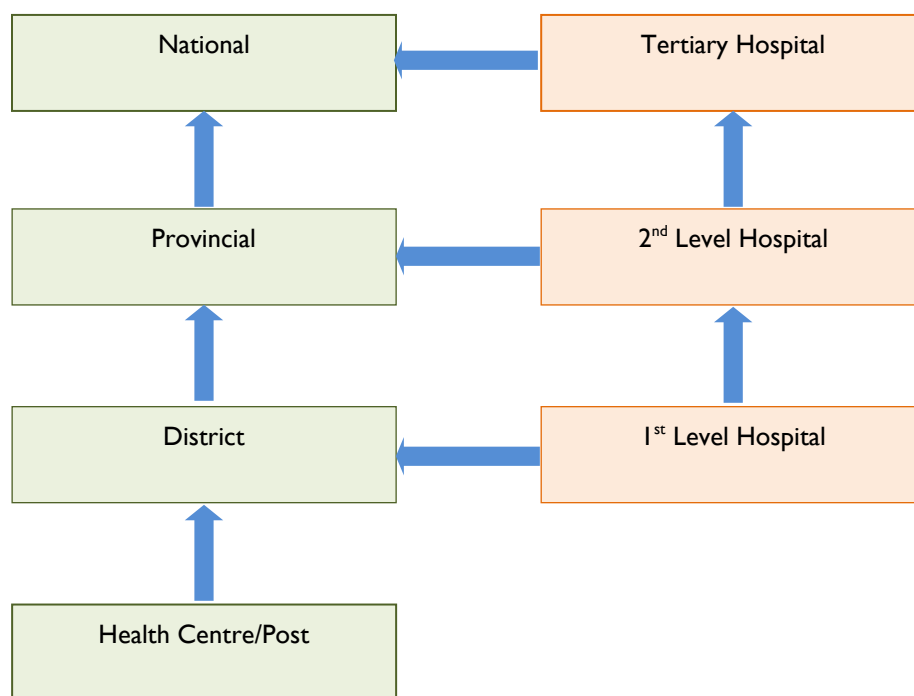 National
Tertiary Hospital
Provincial
2nd Level Hospital
District
1st Level Hospital
Health Centre/Post